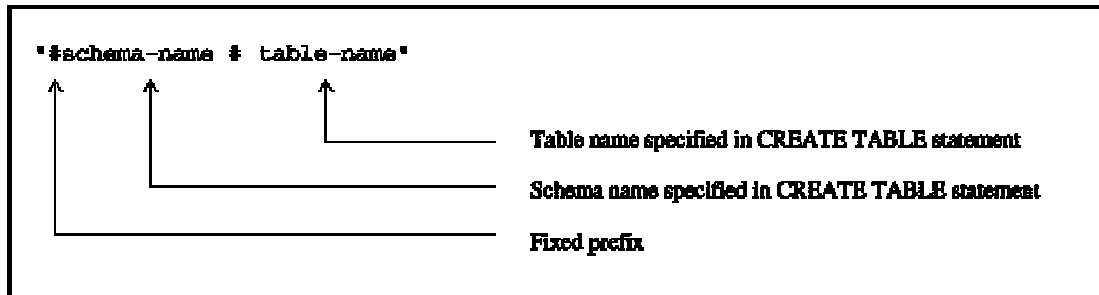 "#schema-name # table-name"
Table name specified in CREATE TABLE statement
Schema name specified in CREATE TABLE statement
Fixed prefix